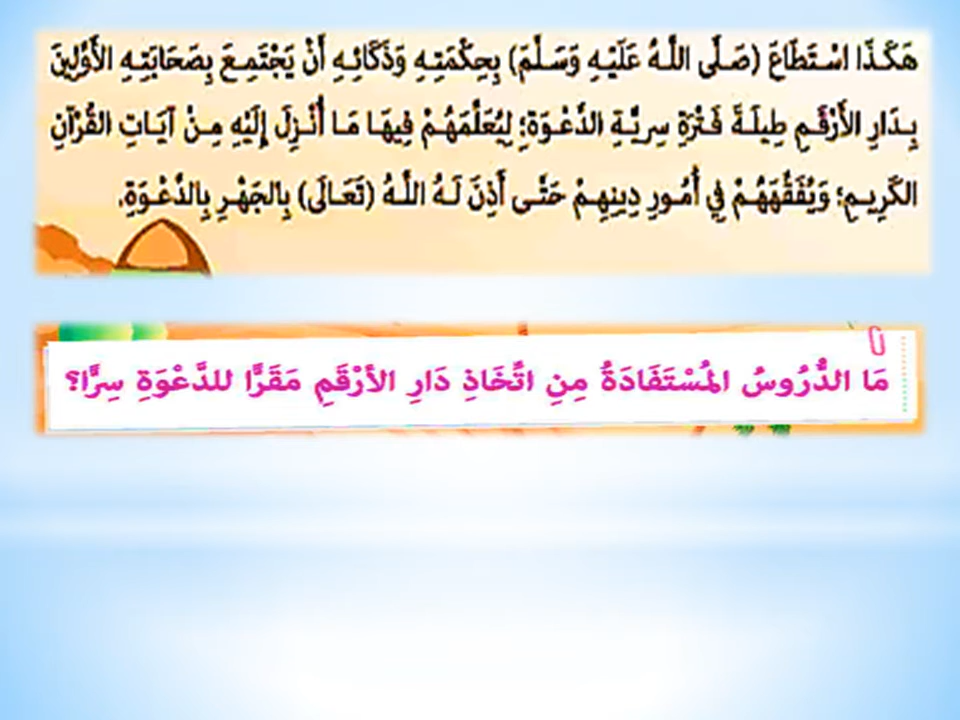 هَكَذَا اسْتَطَاعَ (صَلَّى اللَّهُ عَلَيْهِ وَسَلَّمَ) بِحِكْمَتِهِ وَذَكَائِهِ أَنْ يَجْتَمِعَ بِصَحَابَتِهِ الأَوَّلِينَ
بِدَارِ الأَرْقَمِ طِيلَةَ فَتْرَةِ سِرِّيَّةِ الدَّعْوَةِ؛ لِيُعَلِّمَهُمْ فِيهَا مَا أُنْزِلَ إِلَيْهِ مِنْ آيَاتِ القُرْآنِ
الكَرِيمِ؛ وَيُفَقِّهَهُمْ فِي أُمُورِ دِينِهِمْ حَتَّى أَذِنَ لَهُ اللَّهُ (تَعَالَى) بِالجَهْرِ بِالدَّعْوَةِ.
مَا الدُّرُوسُ المُسْتَفَادَةُ مِنِ اتِّخَاذِ دَارِ الأَرْقَمِ مَقَرًّا للدَّعْوَةِ سِرًّا؟